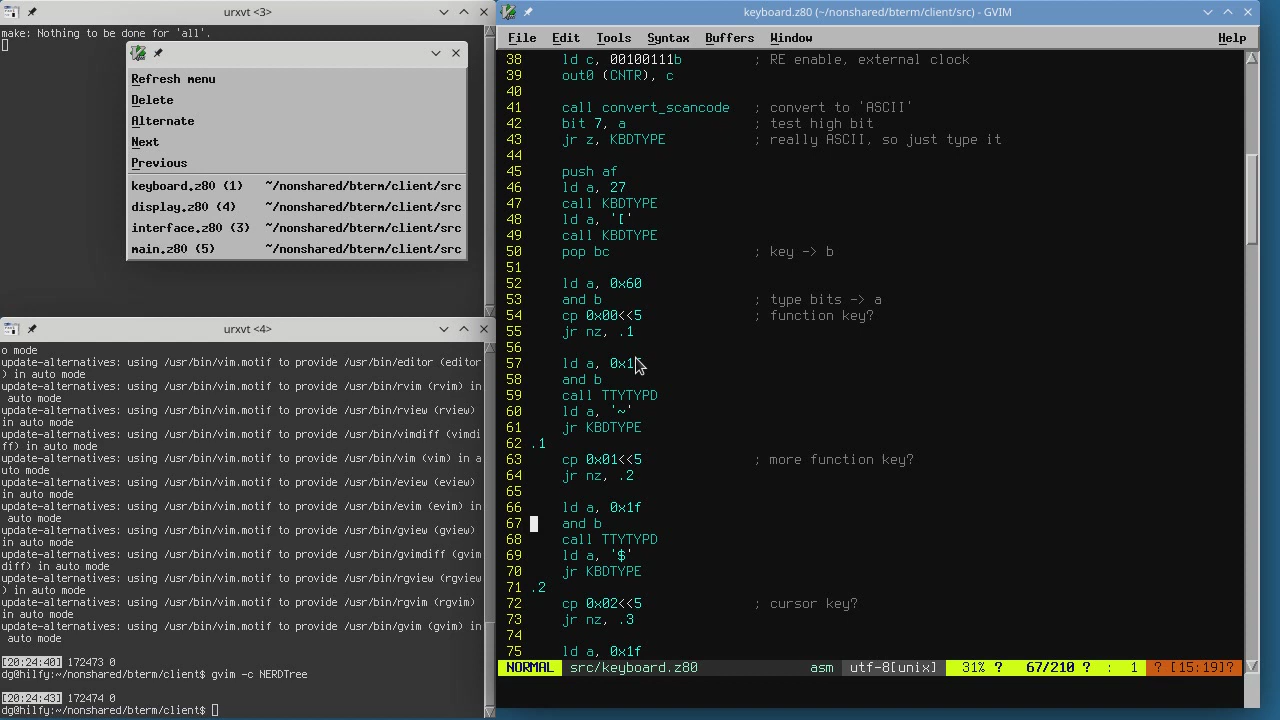 urxvt <3>
make: Nothing to be done for 'all'.
Refresh menu
Delete
Alternate
Next
Previous
keyboard.z80 (1) ~/nonshared/bterm/client/src
display.z80 (4) ~/nonshared/bterm/client/src
interface.z80 (3) ~/nonshared/bterm/client/src
main.z80 (5) ~/nonshared/bterm/client/src
urxvt <4>
o mode
update-alternatives: using /usr/bin/vim.motif to provide /usr/bin/editor (editor
) in auto mode
update-alternatives: using /usr/bin/vim.motif to provide /usr/bin/rvim (rvim) in
auto mode
update-alternatives: using /usr/bin/vim.motif to provide /usr/bin/rview (rview)
in auto mode
update-alternatives: using /usr/bin/vim.motif to provide /usr/bin/vimdiff (vimdi
ff) in auto mode
update-alternatives: using /usr/bin/vim.motif to provide /usr/bin/vim (vim) in a
uto mode
update-alternatives: using /usr/bin/vim.motif to provide /usr/bin/eview (eview)
in auto mode
update-alternatives: using /usr/bin/vim.motif to provide /usr/bin/evim (evim) in
auto mode
update-alternatives: using /usr/bin/vim.motif to provide /usr/bin/gview (gview)
in auto mode
update-alternatives: using /usr/bin/vim.motif to provide /usr/bin/gvimdiff (gvim
diff) in auto mode
update-alternatives: using /usr/bin/vim.motif to provide /usr/bin/rgview (rgview
) in auto mode
update-alternatives: using /usr/bin/vim.motif to provide /usr/bin/rgvim (rgvim)
in auto mode
update-alternatives: using /usr/bin/vim.motif to provide /usr/bin/gvim (gvim) in
auto mode
[20:24:40] 172473 0
dg@hilfy:~/nonshared/bterm/client$ gvim -c NERDTree
[20:24:43] 172474 0
dg@hilfy:~/nonshared/bterm/client$
keyboard.z80 (~/nonshared/bterm/client/src) - GVIM
File Edit Tools Syntax Buffers Window Help
38 ld c, 00100111b ; RE enable, external clock
39 out0 (CNTR), c
40
41 call convert_scancode ; convert to 'ASCII'
42 bit 7, a ; test high bit
43 jr z, KBDTYPE ; really ASCII, so just type it
44
45 push af
46 ld a, 27
47 call KBDTYPE
48 ld a, '['
49 call KBDTYPE
50 pop bc ; key -> b
51
52 ld a, 0x60
53 and b ; type bits -> a
54 cp 0x00<<5 ; function key?
55 jr nz, .1
56
57 ld a, 0x1
58 and b
59 call TTYTYPD
60 ld a, '~'
61 jr KBDTYPE
62 .1
63 cp 0x01<<5 ; more function key?
64 jr nz, .2
65
66 ld a, 0x1f
67 and b
68 call TTYTYPD
69 ld a, '$'
70 jr KBDTYPE
71 .2
72 cp 0x02<<5 ; cursor key?
73 jr nz, .3
74
75 ld a, 0x1f
NORMAL src/keyboard.z80 asm utf-8[unix] 31% ? 67/210 ? : 1 ? [15:19]?